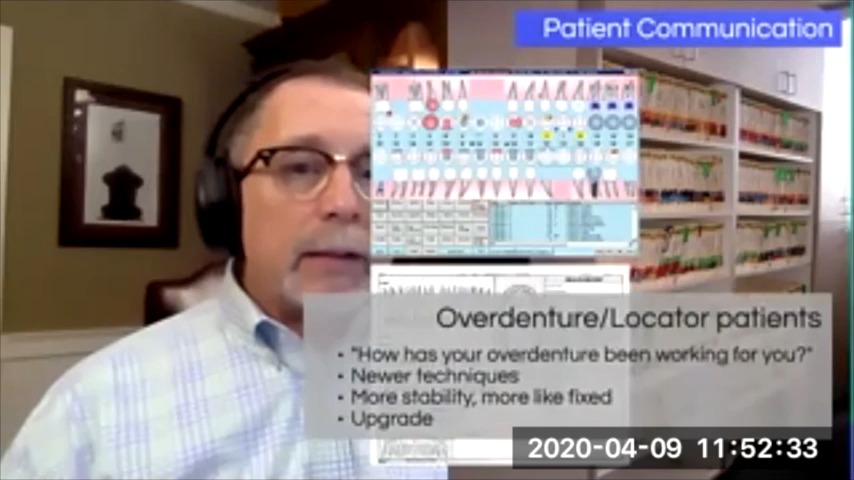 Patient Communication
Overdenture/Locator patients
• "How has your overdenture been working for you?"
• Newer techniques
• More stability, more like fixed
• Upgrade
2020-04-09 11:52:33